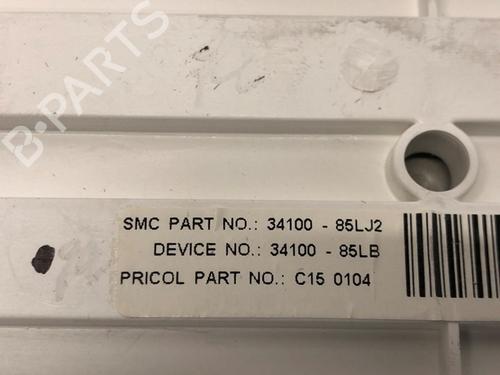 B-PARTS
SMC PART NO.: 34100 - 85LJ2
DEVICE NO.: 34100 - 85LB
PRICOL PART NO.: C15 0104